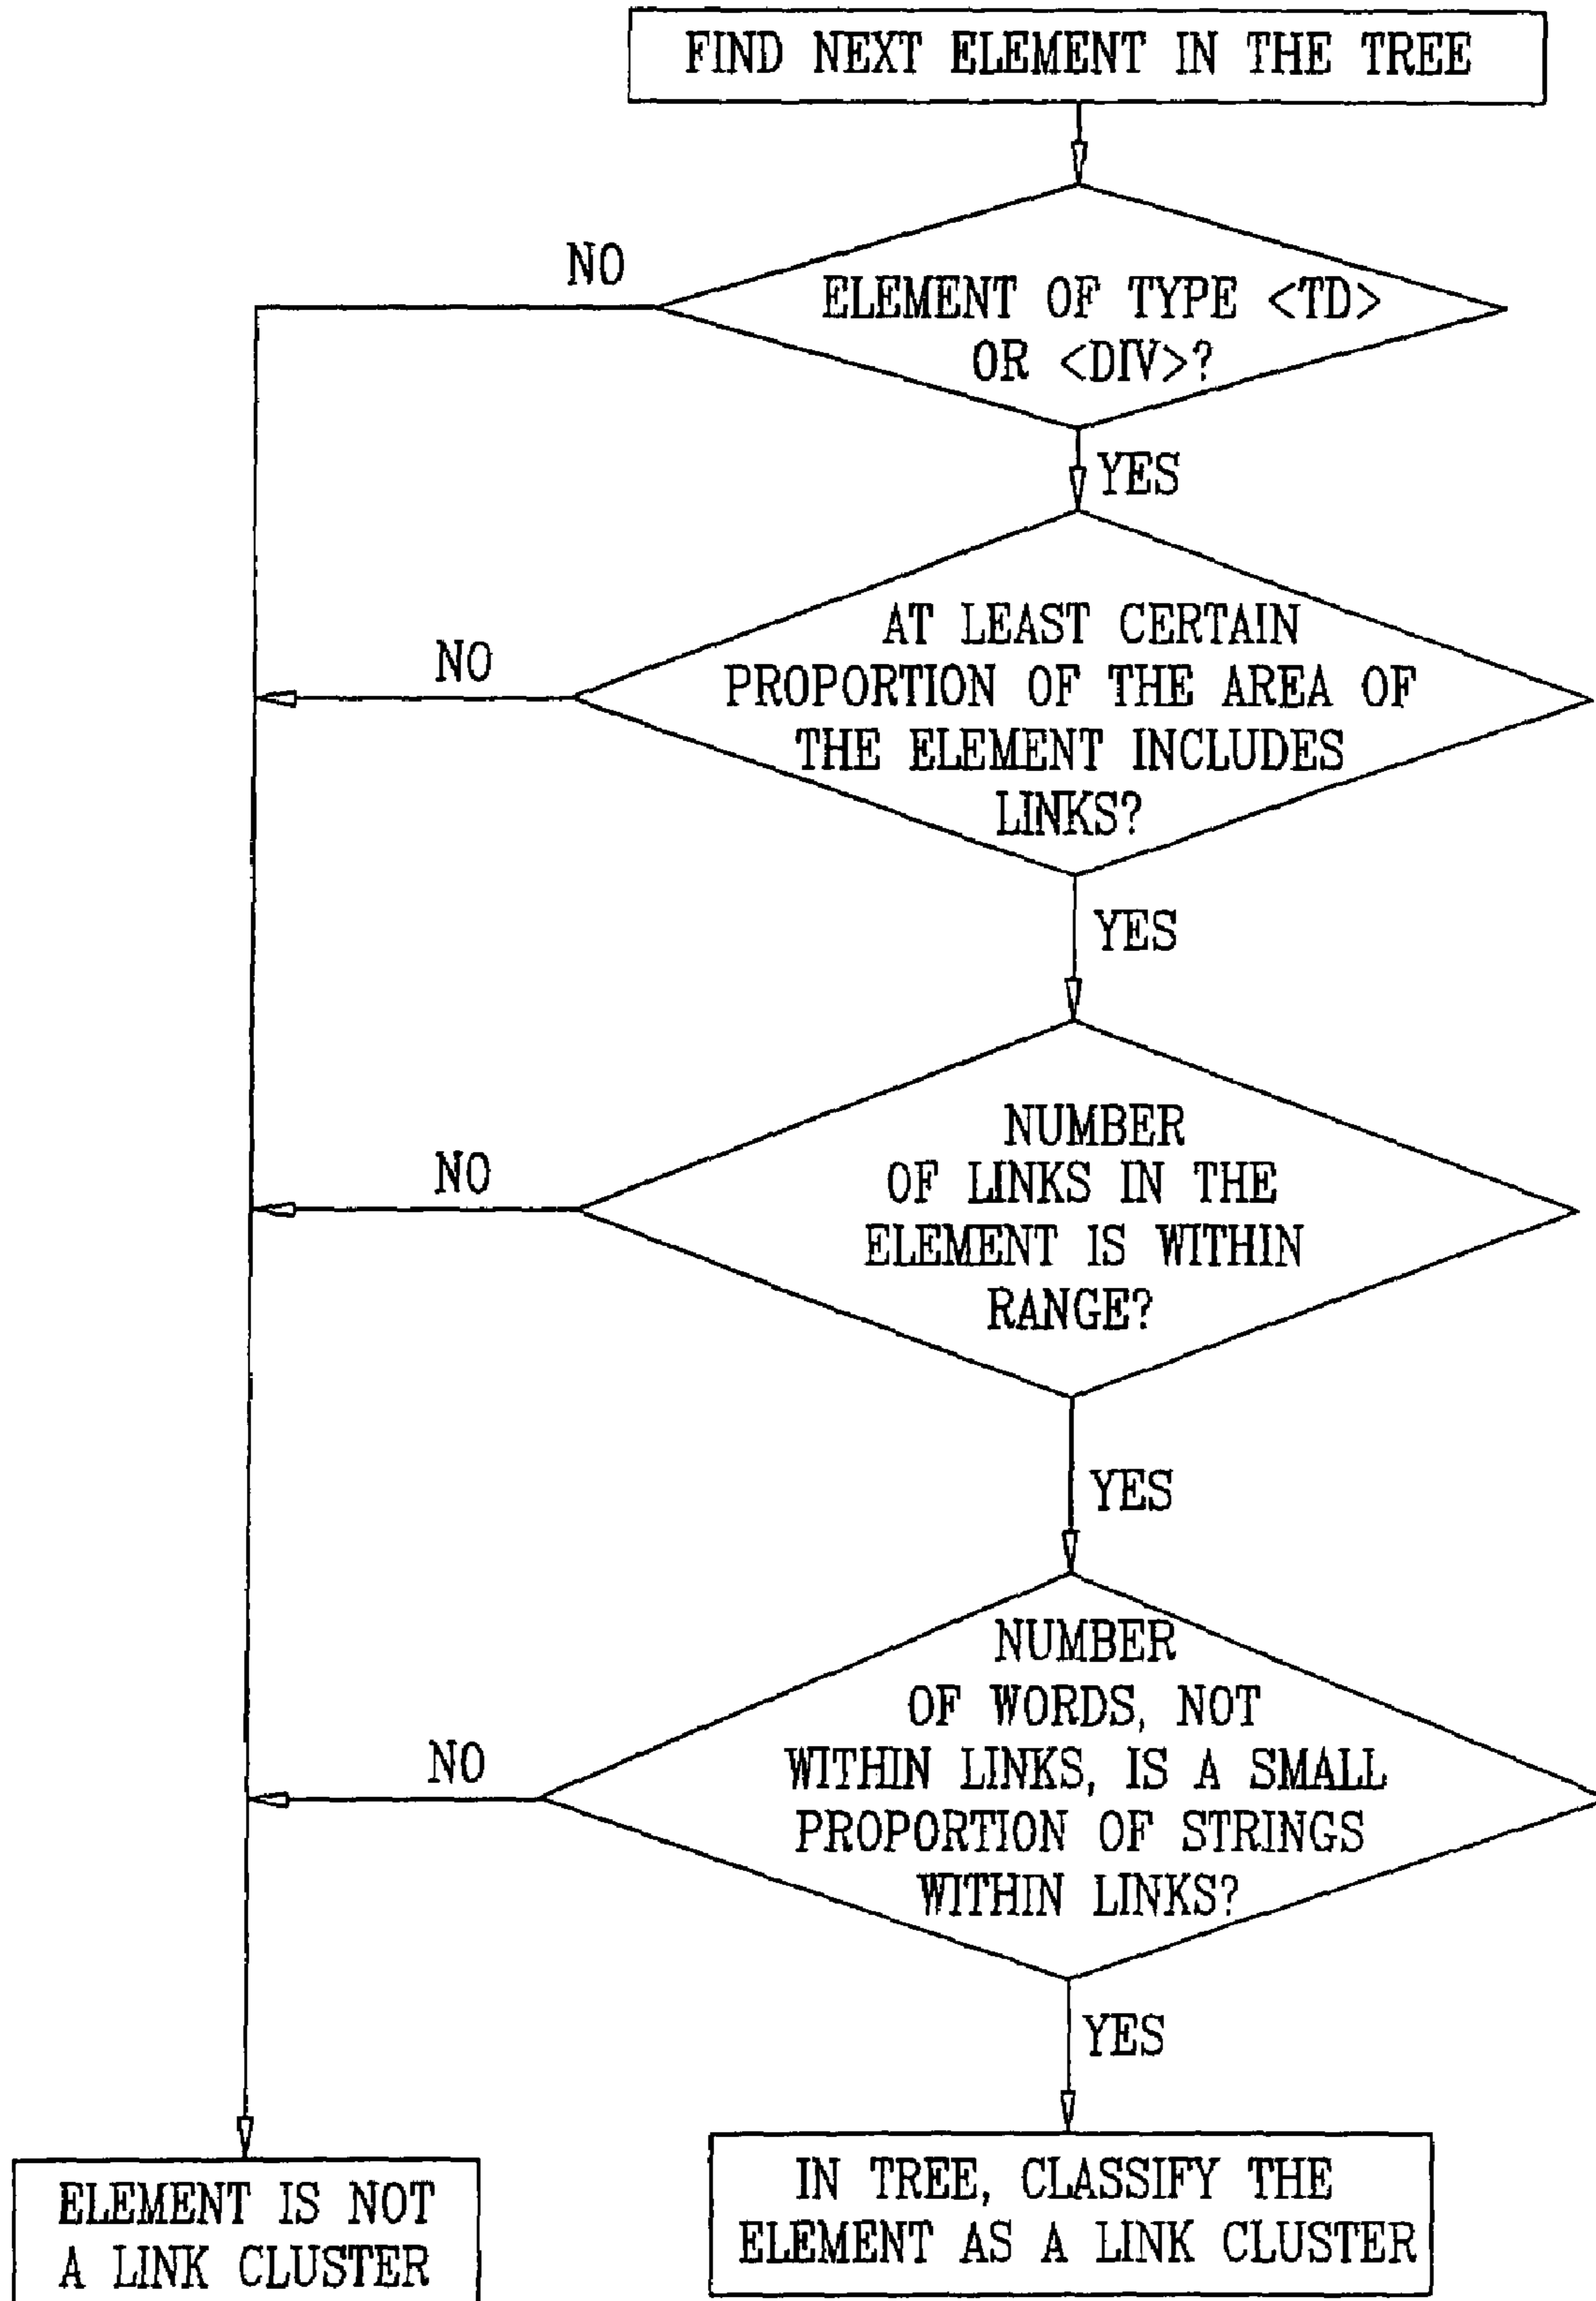 FIND NEXT ELEMENT IN THE TREE
NO
ELEMENT OF TYPE <TD>
OR <DIV>?
YES
AT LEAST CERTAIN
PROPORTION OF THE AREA OF
THE ELEMENT INCLUDES
LINKS?
NO
YES
NUMBER
OF LINKS IN THE
ELEMENT IS WITHIN
RANGE?
NO
YES
NUMBER
OF WORDS, NOT
WITHIN LINKS, IS A SMALL
PROPORTION OF STRINGS
WITHIN LINKS?
NO
YES
ELEMENT IS NOT
A LINK CLUSTER
IN TREE, CLASSIFY THE
ELEMENT AS A LINK CLUSTER